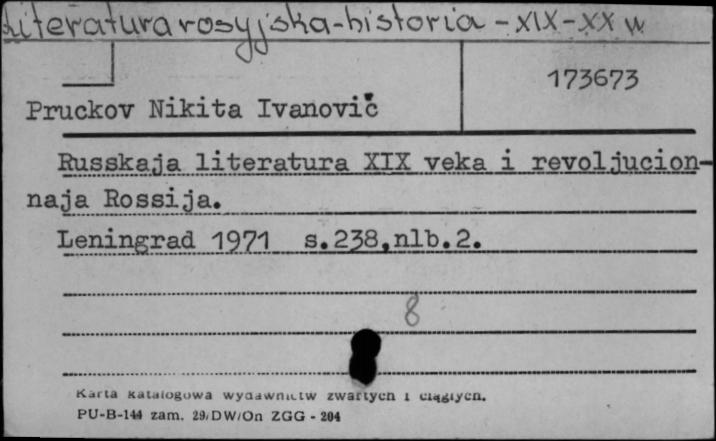 Literatura rosyjska-historia - XIX-XX w
173673
Pruckov Nikita Ivanovič
Russkaja literatura XIX veka i revoljucion-
naja Rossija.
Leningrad 1971 s.238,nlb.2.
8
Karta katalogowa wydawnictw zwartych i ciągłych.
PU-B-144 zam. 29/DW/On ZGG - 204